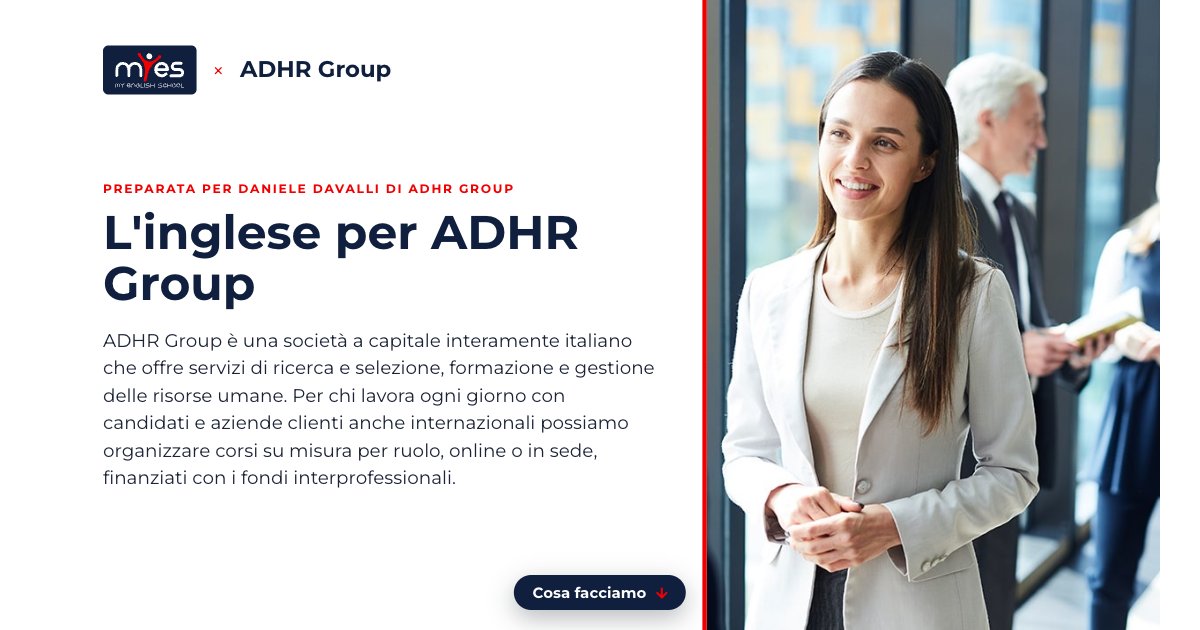 myes
MY ENGLISH SCHOOL
× ADHR Group
PREPARATA PER DANIELE DAVALLI DI ADHR GROUP
L'inglese per ADHR
Group
ADHR Group è una società a capitale interamente italiano
che offre servizi di ricerca e selezione, formazione e gestione
delle risorse umane. Per chi lavora ogni giorno con
candidati e aziende clienti anche internazionali possiamo
organizzare corsi su misura per ruolo, online o in sede,
finanziati con i fondi interprofessionali.
Cosa facciamo ↓